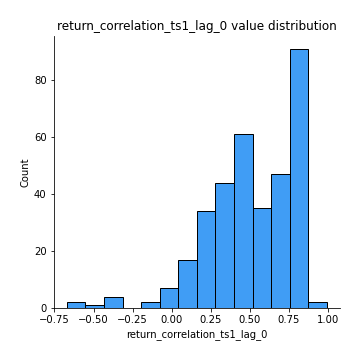 return_correlation_ts1_lag_0 value distribution
Count
80
60
40
20
0
−0.75 −0.50 −0.25 0.00 0.25 0.50 0.75 1.00
return_correlation_ts1_lag_0